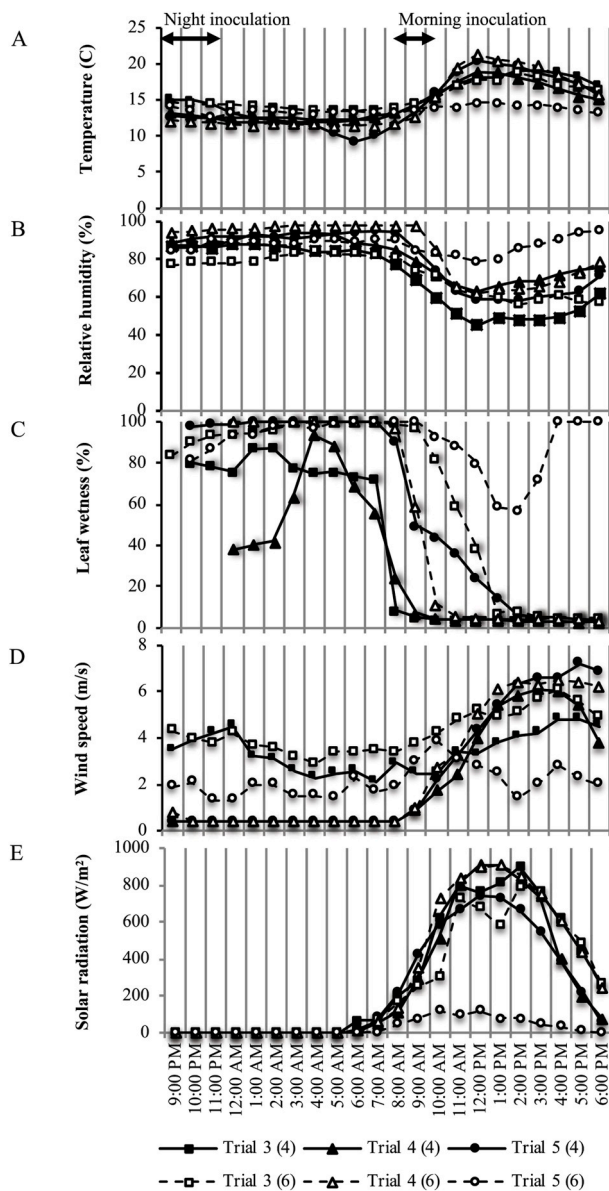 Night inoculation Morning inoculation
A
Temperature (C)
25
20
15
10
5
0
B
Relative humidity (%)
100
80
60
40
20
0
C
Leaf wetness (%)
100
80
60
40
20
0
D
Wind speed (m/s)
8
6
4
2
0
E
Solar radiation (W/m²)
1000
800
600
400
200
0
9:00 PM
10:00 PM
11:00 PM
12:00 AM
1:00 AM
2:00 AM
3:00 AM
4:00 AM
5:00 AM
6:00 AM
7:00 AM
8:00 AM
9:00 AM
10:00 AM
11:00 AM
12:00 PM
1:00 PM
2:00 PM
3:00 PM
4:00 PM
5:00 PM
6:00 PM
Trial 3 (4) Trial 4 (4) Trial 5 (4)
Trial 3 (6) Trial 4 (6) Trial 5 (6)